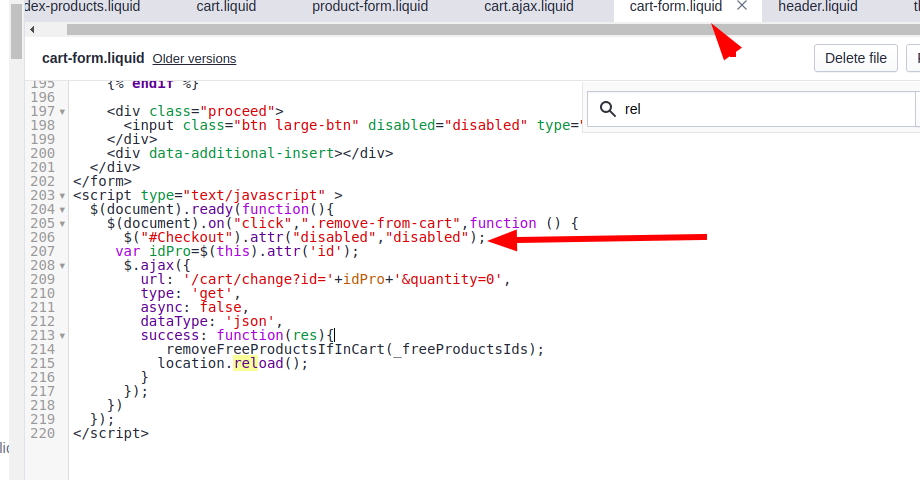 dex-products.liquid cart.liquid product-form.liquid cart.ajax.liquid cart-form.liquid × header.liquid
cart-form.liquid Older versions Delete file
195 {% endif %}
196
rel
197 <div class="proceed">
198 <input class="btn large-btn" disabled="disabled" type="
199 </div>
200 <div data-additional-insert></div>
201 </div>
202 </form>
203 <script type="text/javascript" >
204 $(document).ready(function(){
205 $(document).on("click",".remove-from-cart",function () {
206 $("#Checkout").attr("disabled","disabled");
207 var idPro=$(this).attr('id');
208 $.ajax({
209 url: '/cart/change?id='+idPro+'&quantity=0',
210 type: 'get',
211 async: false,
212 dataType: 'json',
213 success: function(res){
214 removeFreeProductsIfInCart(_freeProductsIds);
215 location.reload();
216 }
217 });
218 })
219 });
220 </script>